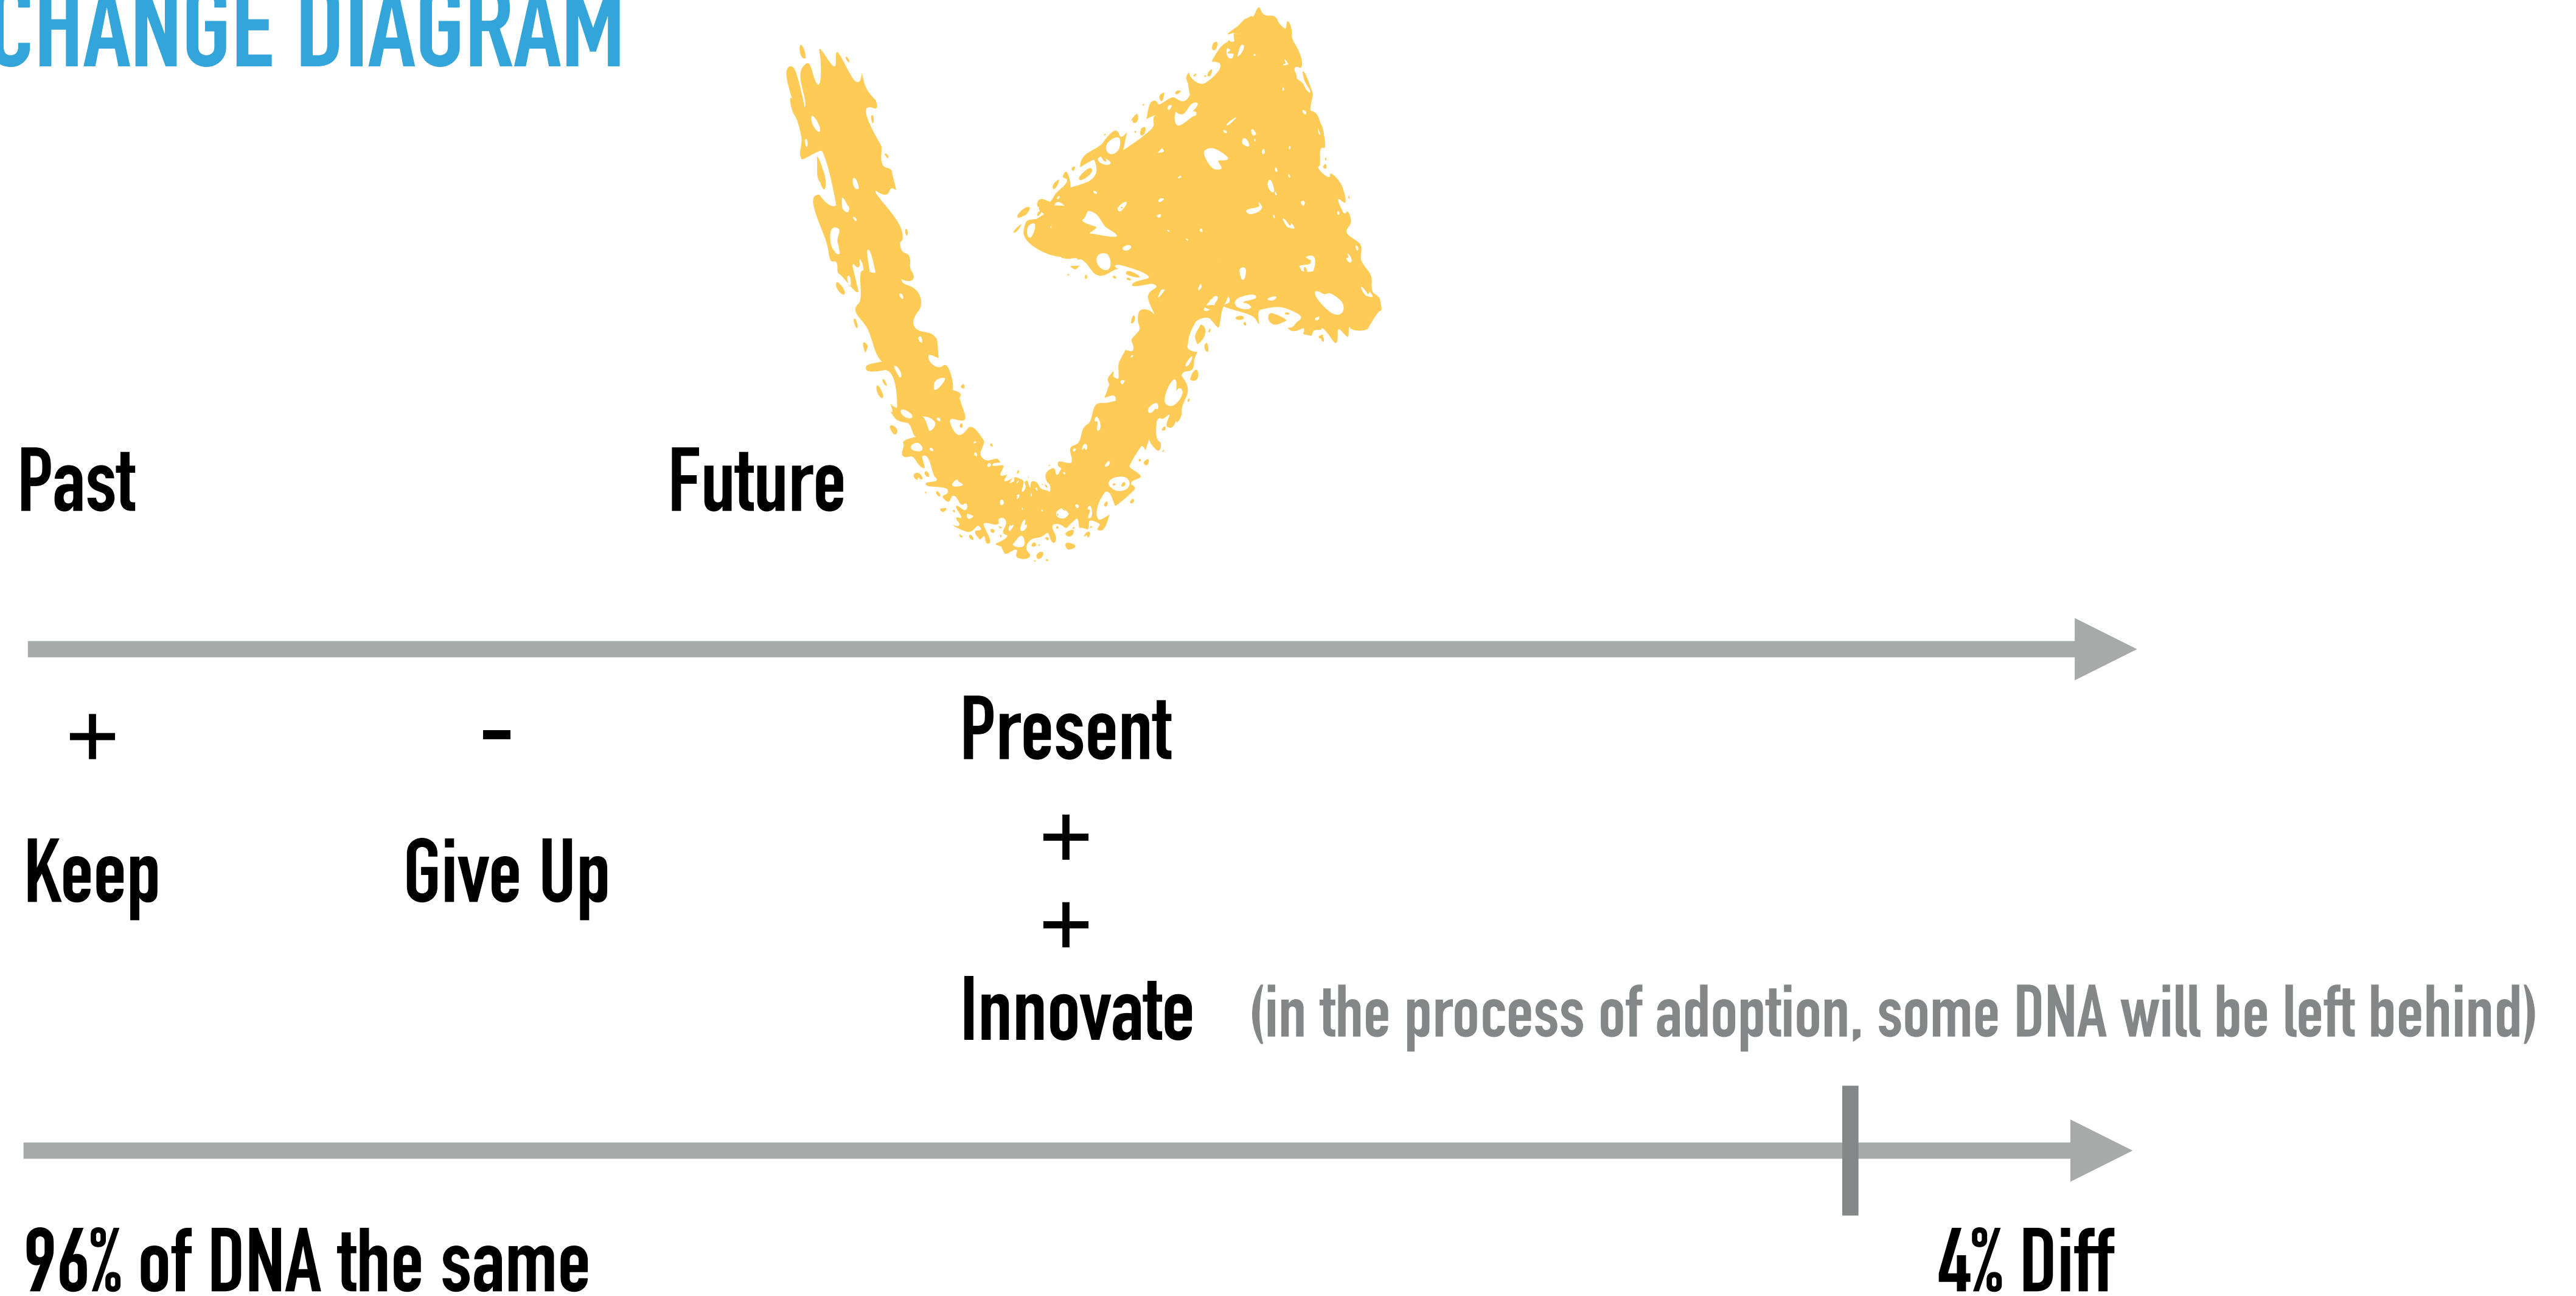 CHANGE DIAGRAM
Past Future
+ - Present
+
Keep Give Up
+
Innovate (in the process of adoption, some DNA will be left behind)
96% of DNA the same 4% Diff